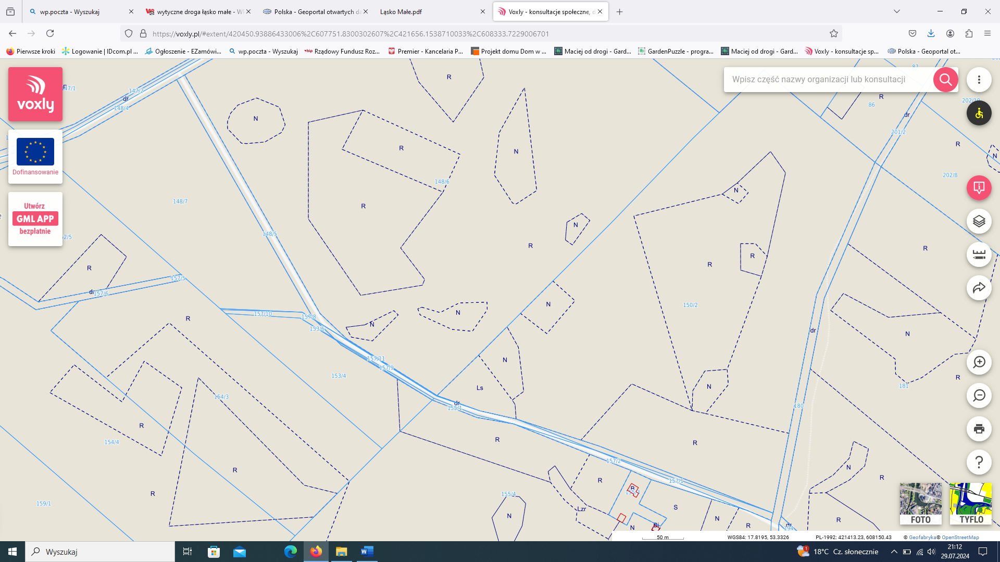 wp.poczta - Wyszukaj
wytyczne droga łąsko małe - W
Polska - Geoportal otwartych da
Ląsko Małe.pdf
Voxly - konsultacje społeczne, d
https://voxly.pl/#extent/420450.93886433006%2C607751.8300302607%2C421656.1538710033%2C608333.7229006701
Pierwsze kroki
Logowanie | IDcom.pl ...
Ogłoszenie - EZamówi...
wp.poczta - Wyszukaj
Rządowy Fundusz Roz...
Premier - Kancelaria P...
Projekt domu Dom w ...
Maciej od drogi - Gard...
GardenPuzzle - progra...
Maciej od drogi - Gard...
Voxly - konsultacje sp...
Polska - Geoportal ot...
voxly
Wpisz część nazwy organizacji lub konsultacji
Dofinansowanie
Utwórz
GML APP
bezpłatnie
87
R
R
147/1
147/2
dr
148/4
R
86
202/10
dr
N
201/2
R
R
N
N
202/8
148/6
N
148/7
R
N
148/5
52/5
R
R
R
R
R
157/5
dr
157/6
N
150/2
157/10
157/8
N
R
N
153/6
dr
N
157/11
N
157/9
153/4
R
Ls
N
181
154/3
dr
155/1
180
R
154/4
R
R
157/2
N
R
R
R
157/1
R
155/4
R
159/1
S
Lzr
N
N
R
R
N
Bi
dr
194
FOTO
TYFLO
50 m
WGS84: 17.8195, 53.3326
PL-1992: 421413.23, 608150.43
© Geofabryka© OpenStreetMap
Wyszukaj
1
18°C Cz. słonecznie
21:12
29.07.2024